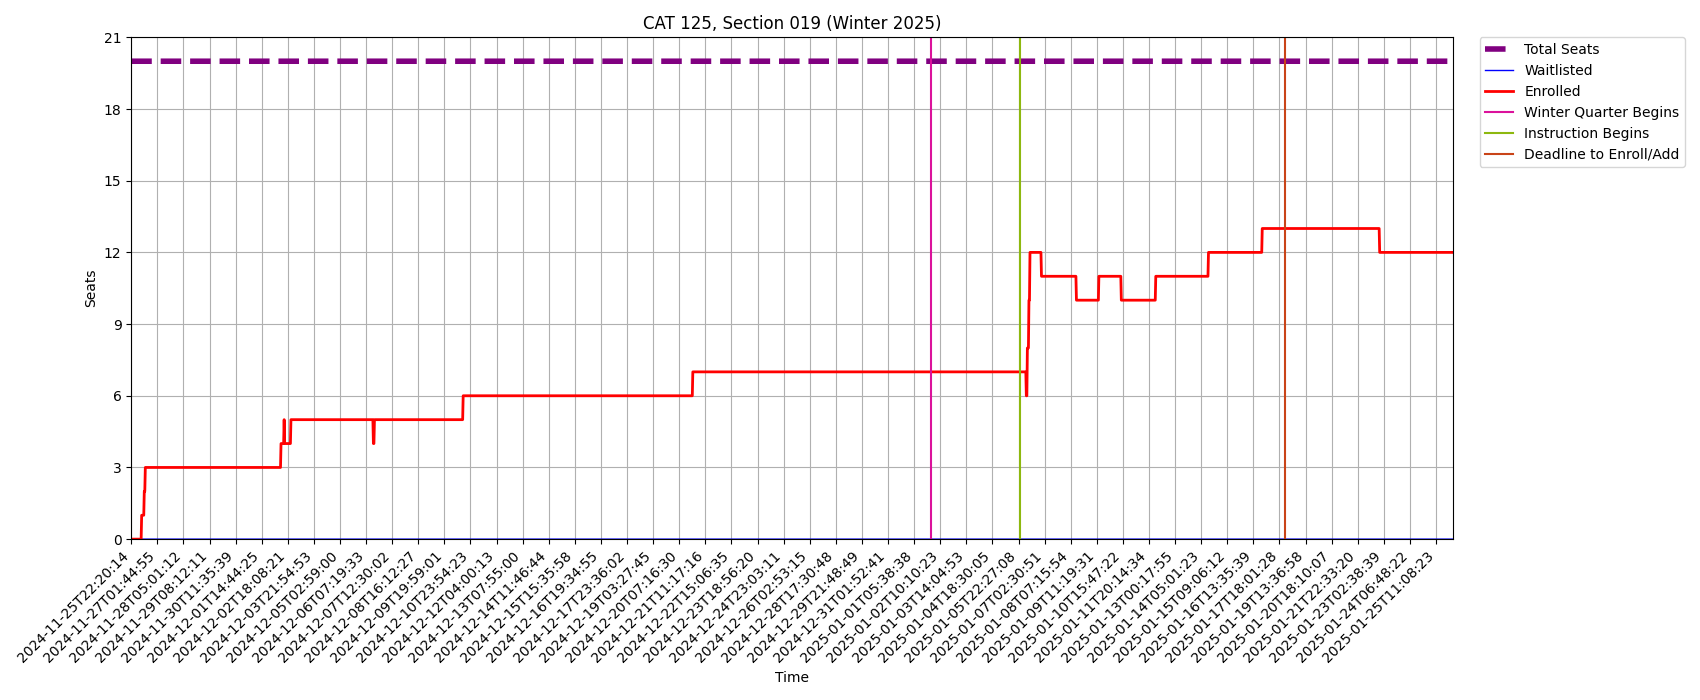 CAT 125, Section 019 (Winter 2025)
21
18
15
12
9
6
3
0
Seats
2024-11-25T22:20:14
2024-11-27T01:44:55
2024-11-28T05:01:12
2024-11-29T08:12:11
2024-11-30T11:35:39
2024-12-01T14:44:25
2024-12-02T18:08:21
2024-12-03T21:54:53
2024-12-05T02:59:00
2024-12-06T07:19:33
2024-12-07T12:30:02
2024-12-08T16:12:27
2024-12-09T19:59:01
2024-12-10T23:54:23
2024-12-12T04:00:13
2024-12-13T07:55:00
2024-12-14T11:46:44
2024-12-15T15:35:58
2024-12-16T19:34:55
2024-12-17T23:36:02
2024-12-19T03:27:45
2024-12-20T07:16:30
2024-12-21T11:17:16
2024-12-22T15:06:35
2024-12-23T18:56:20
2024-12-24T23:03:11
2024-12-26T02:53:15
2024-12-28T17:30:48
2024-12-29T21:48:49
2024-12-31T01:52:41
2025-01-01T05:38:38
2025-01-02T10:10:23
2025-01-03T14:04:53
2025-01-04T18:30:05
2025-01-05T22:27:08
2025-01-07T02:30:51
2025-01-08T07:15:54
2025-01-09T11:19:31
2025-01-10T15:47:22
2025-01-11T20:14:34
2025-01-13T00:17:55
2025-01-14T05:01:23
2025-01-15T09:06:12
2025-01-16T13:35:39
2025-01-17T18:01:28
2025-01-19T13:36:58
2025-01-20T18:10:07
2025-01-21T22:33:20
2025-01-23T02:38:39
2025-01-24T06:48:22
2025-01-25T11:08:23
Time
Total Seats
Waitlisted
Enrolled
Winter Quarter Begins
Instruction Begins
Deadline to Enroll/Add